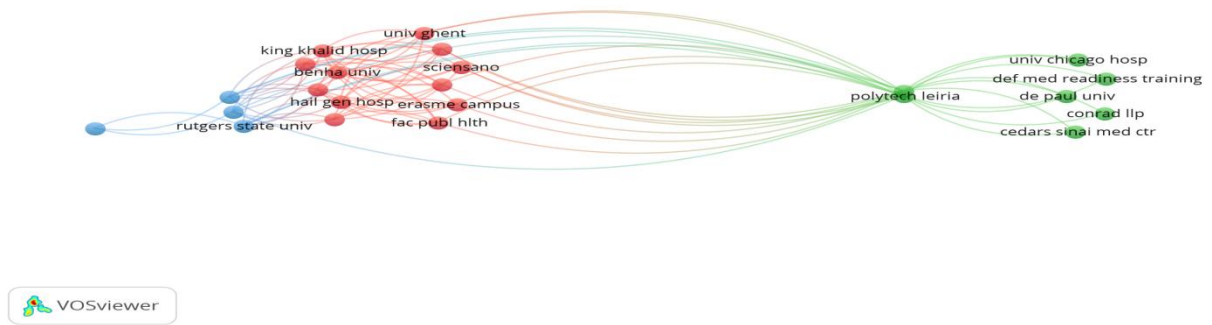 univ ghent
king khalid hosp
benha univ
sciensano
hail gen hosp
erasme campus
rutgers state univ
fac publ hlth
polytech leiria
univ chicago hosp
def med readiness training
de paul univ
conrad llp
cedars sinai med ctr
VOSviewer